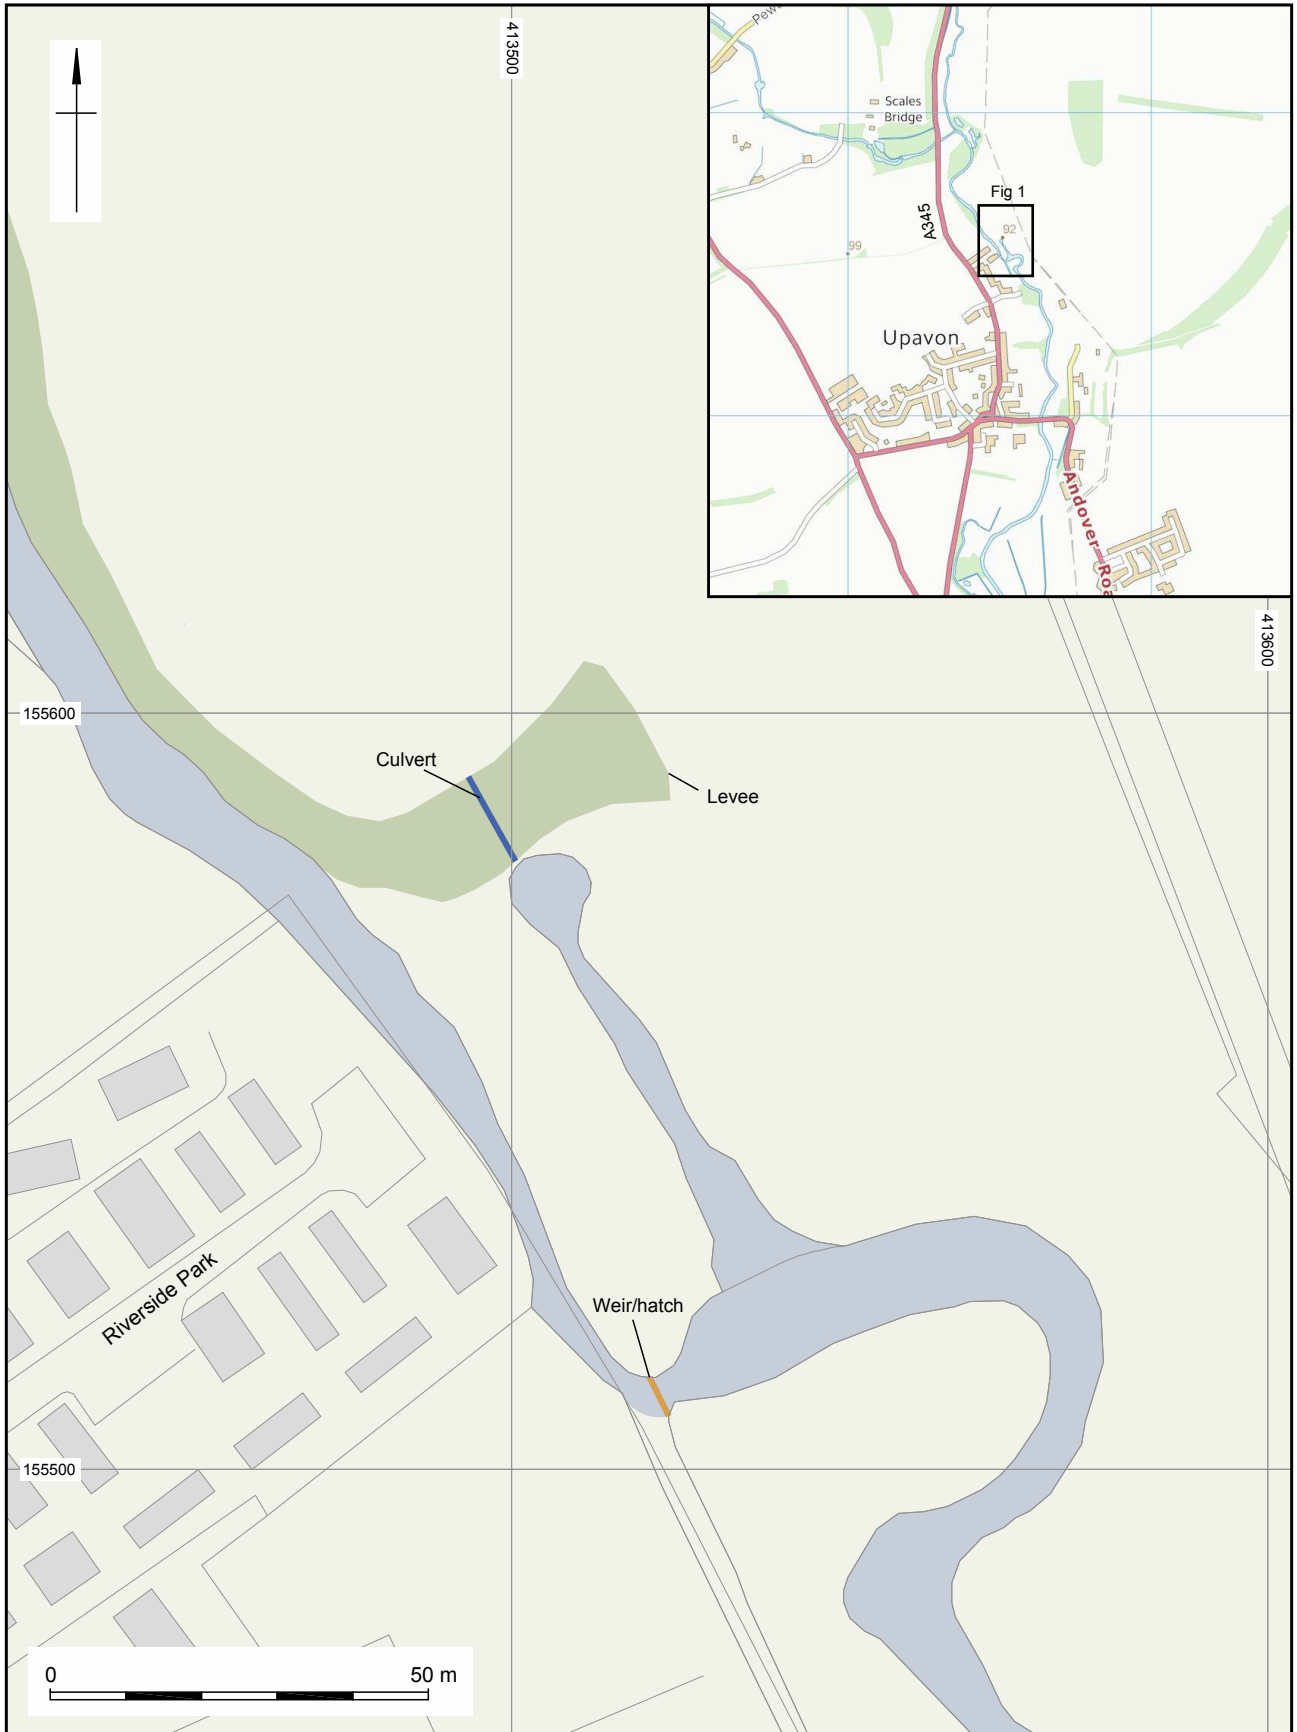 413500
Pews
Scales
Bridge
Fig 1
A345
92
99
Upavon
Andover Roa
413600
155600
Culvert
Levee
Riverside Park
Weir/hatch
155500
0 50 m